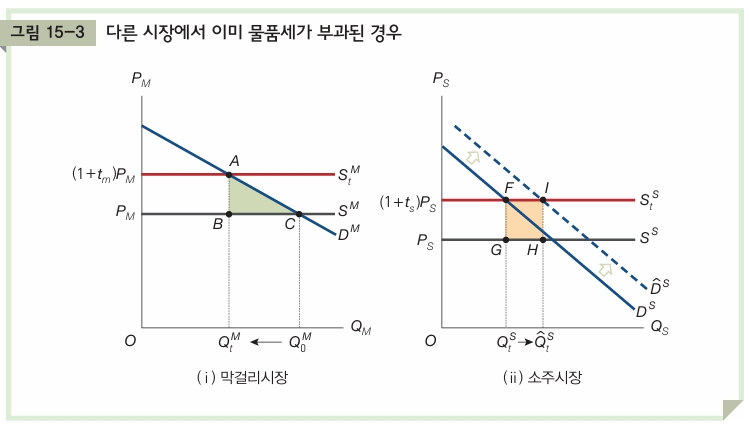 그림 15-3 다른 시장에서 이미 물품세가 부과된 경우
P_M
A
(1+t_m)P_M
S_t^M
P_M
S^M
B
C
D^M
O
Q_t^M
Q_0^M
Q_M
(ⅰ) 막걸리시장
P_S
F
I
(1+t_s)P_S
S_t^S
P_S
S^S
G
H
D̂^S
D^S
O
Q_t^S
Q̂_t^S
Q_S
(ⅱ) 소주시장